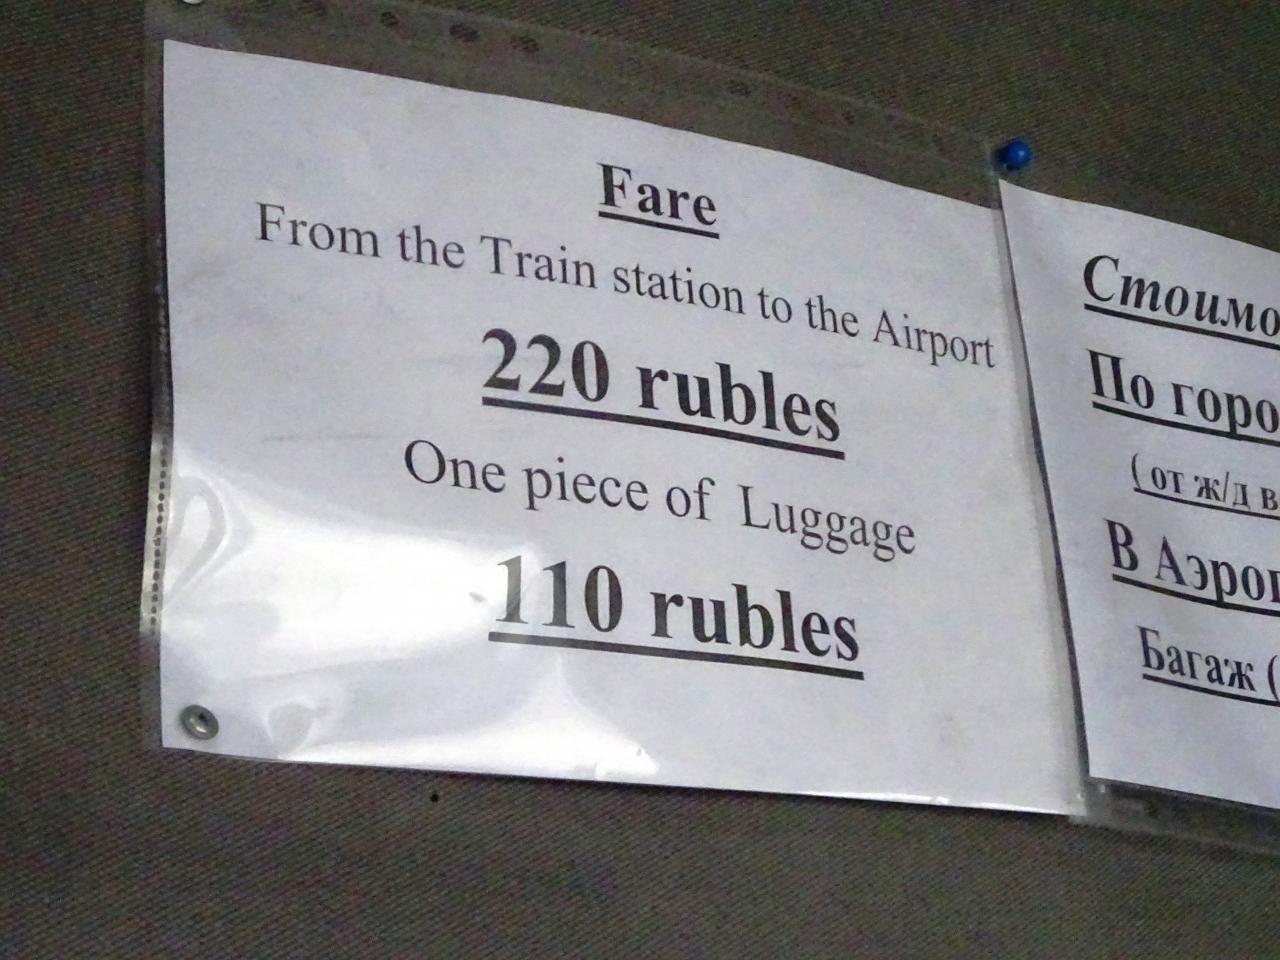 Fare
From the Train station to the Airport
220 rubles
One piece of Luggage
110 rubles
Стоимо
По горо
( от ж/д в
В Аэроп
Багаж (